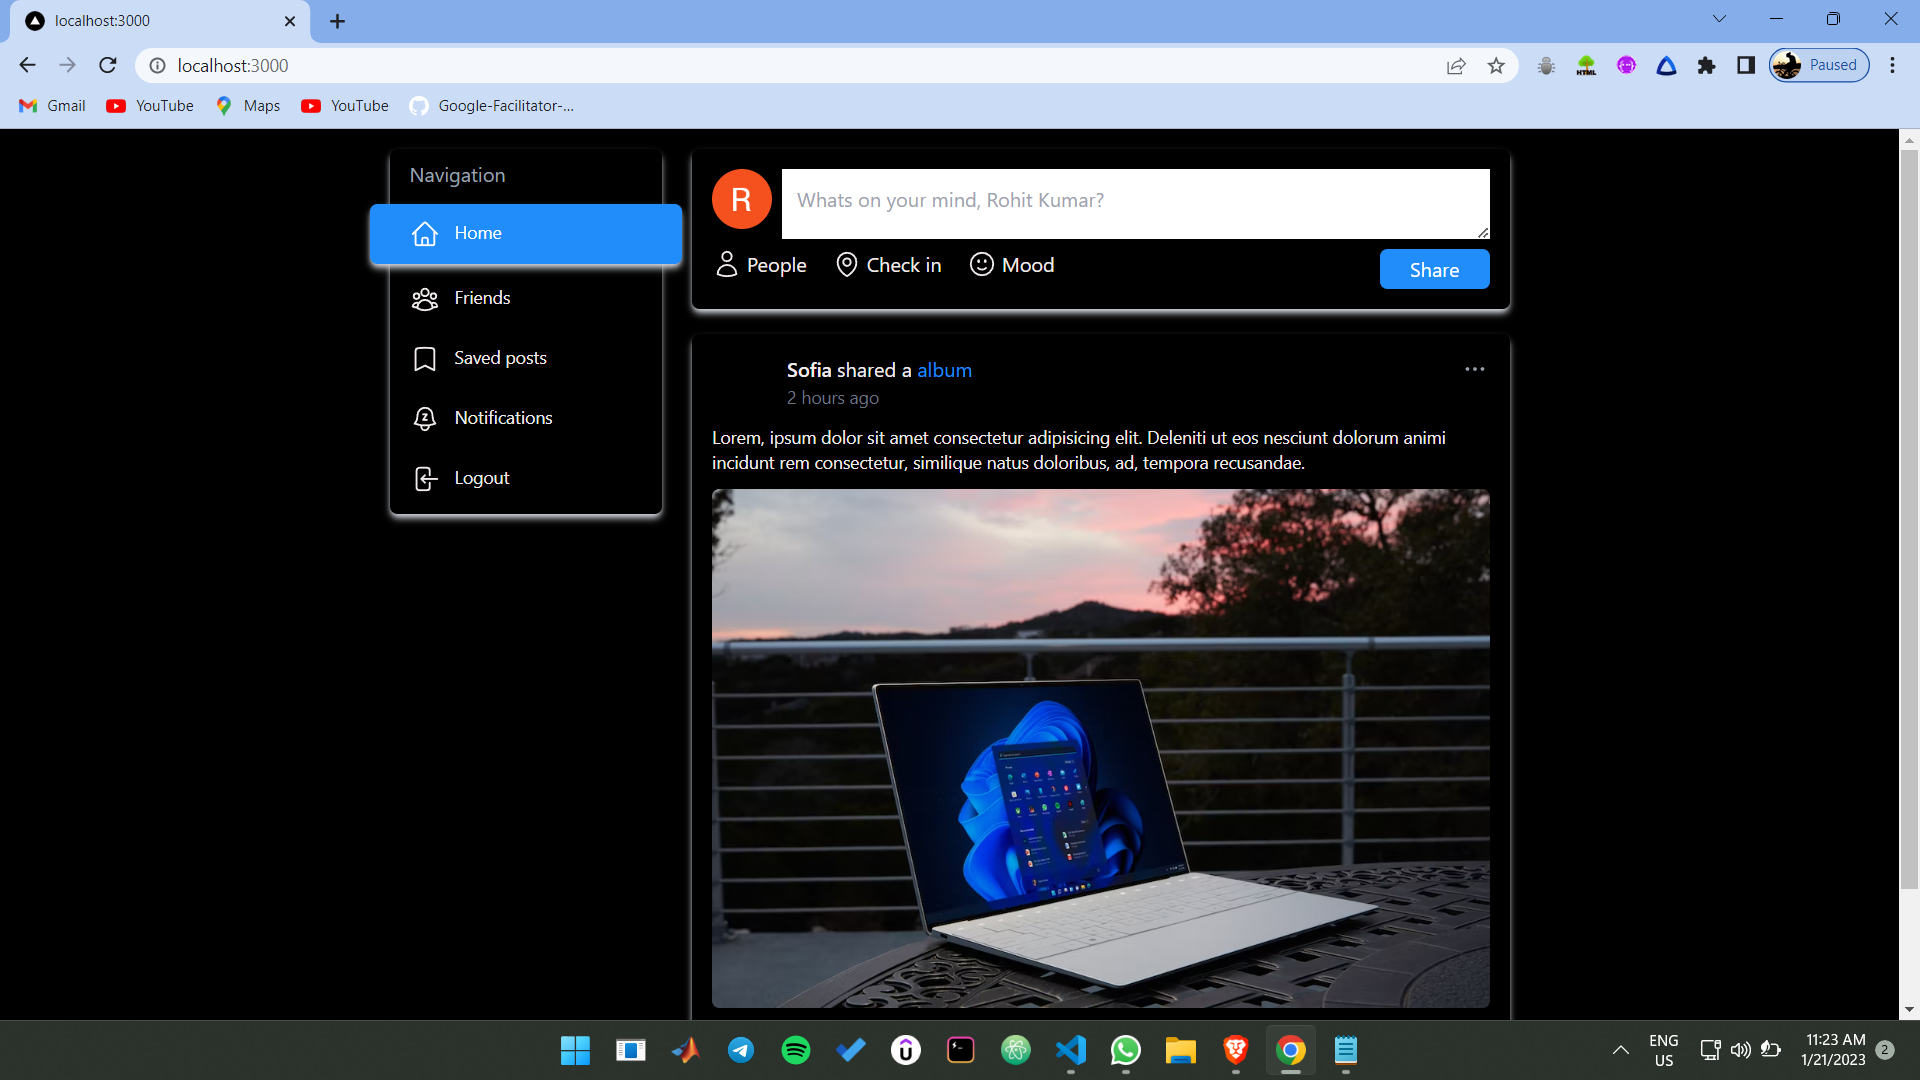 localhost:3000
localhost:3000
Paused
Gmail
YouTube
Maps
YouTube
Google-Facilitator-...
Navigation
Home
Friends
Saved posts
Notifications
Logout
R
Whats on your mind, Rohit Kumar?
People
Check in
Mood
Share
Sofia shared a album
2 hours ago
Lorem, ipsum dolor sit amet consectetur adipisicing elit. Deleniti ut eos nesciunt dolorum animi
incidunt rem consectetur, similique natus doloribus, ad, tempora recusandae.
ENG
US
11:23 AM
1/21/2023
2